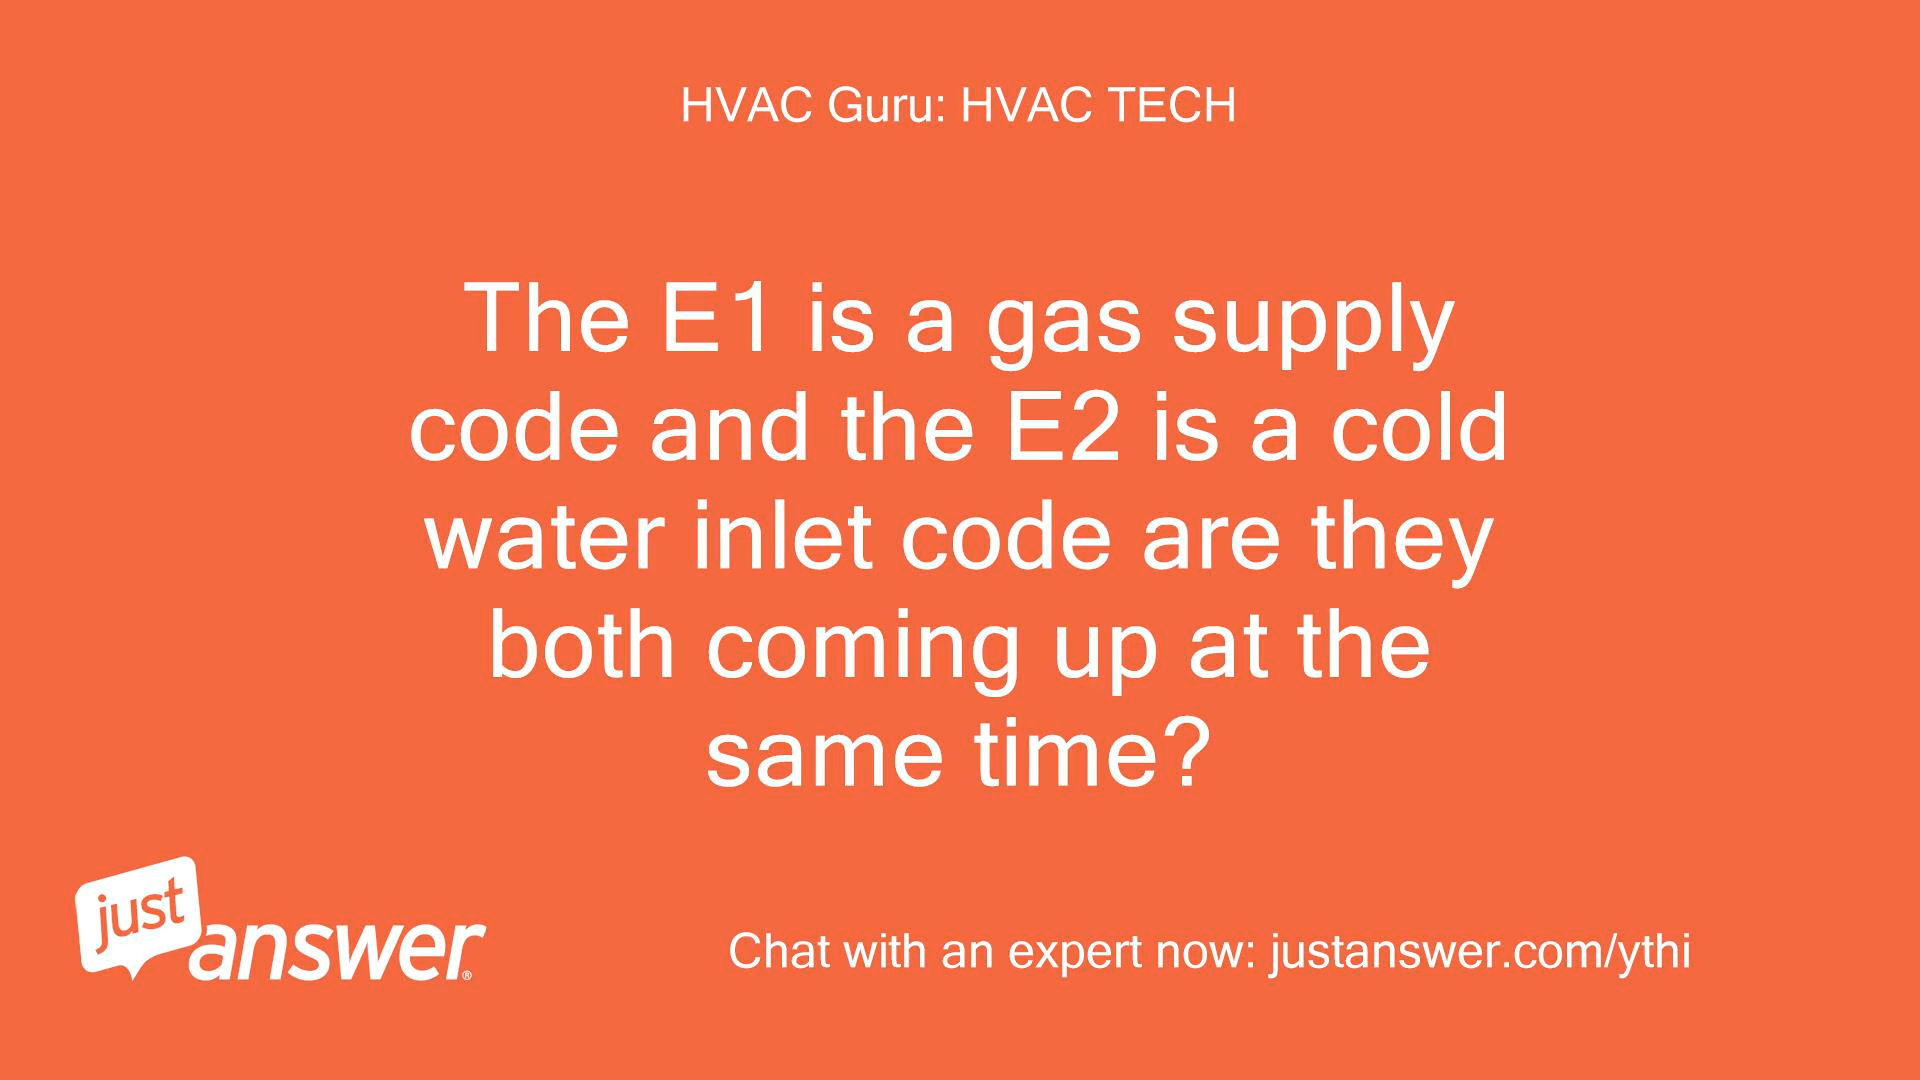 HVAC Guru: HVAC TECH
The E1 is a gas supply
code and the E2 is a cold
water inlet code are they
both coming up at the
same time?
just
answer®
Chat with an expert now: justanswer.com/ythi